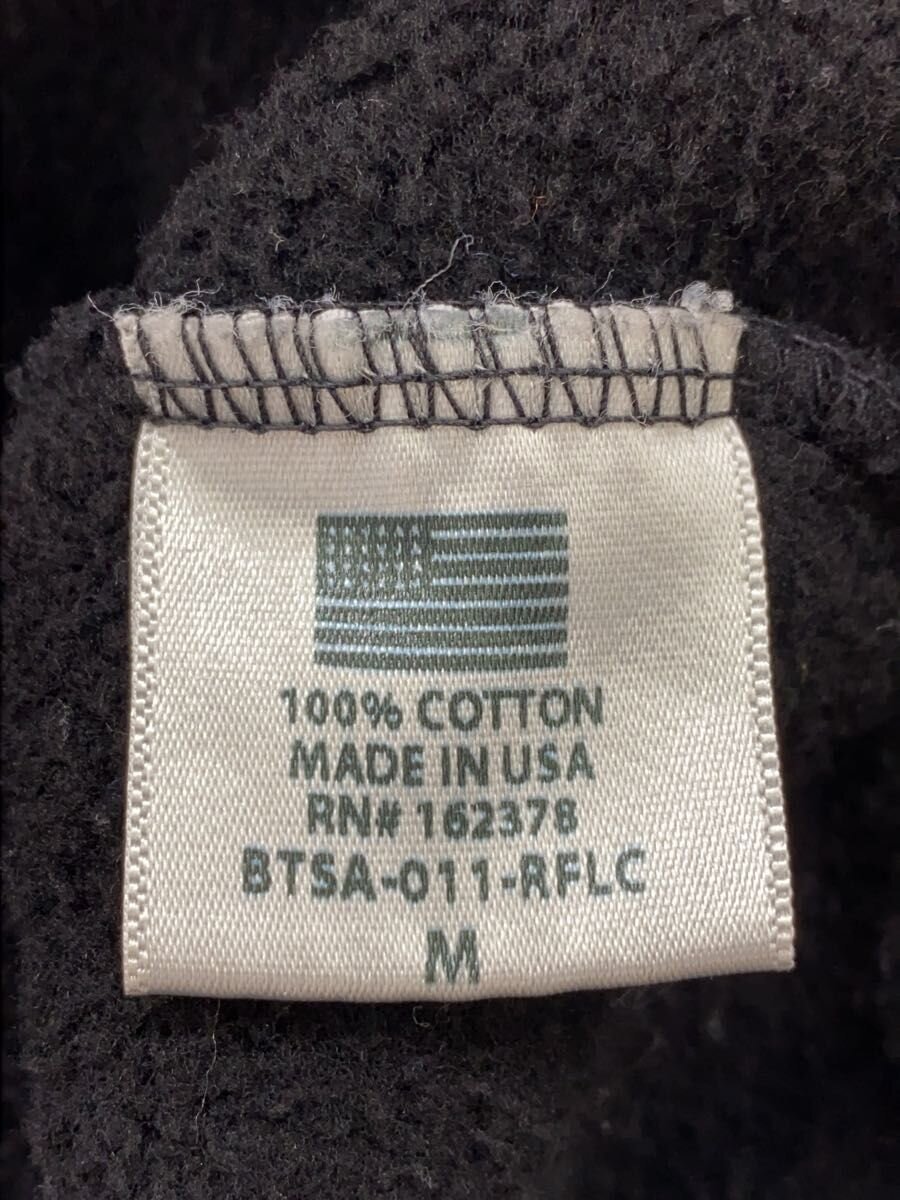 100% COTTON
MADE IN USA
RN# 162378
BTSA-011-RFLC
M